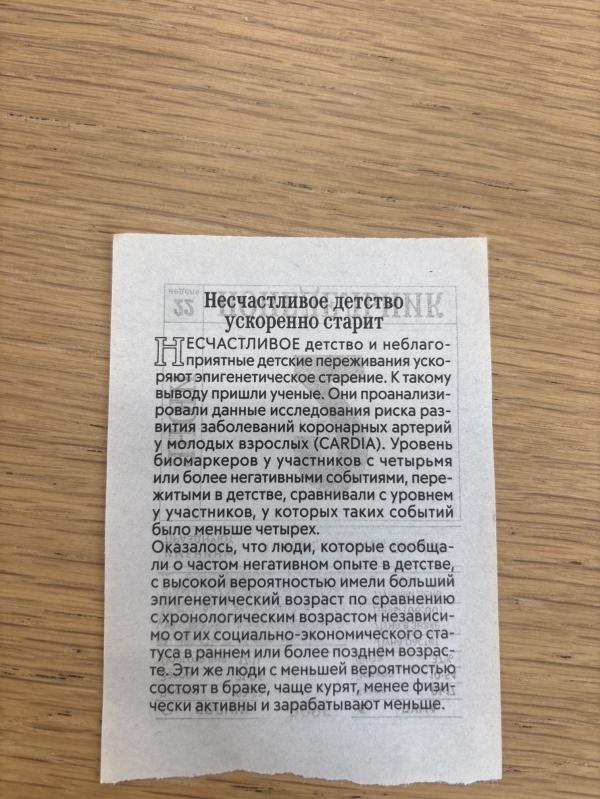 Несчастливое детство
ускоренно старит
НЕСЧАСТЛИВОЕ детство и неблаго-
приятные детские переживания уско-
ряют эпигенетическое старение. К такому
выводу пришли ученые. Они проанализи-
ровали данные исследования риска раз-
вития заболеваний коронарных артерий
у молодых взрослых (CARDIA). Уровень
биомаркеров у участников с четырьмя
или более негативными событиями, пере-
житыми в детстве, сравнивали с уровнем
у участников, у которых таких событий
было меньше четырех.
Оказалось, что люди, которые сообща-
ли о частом негативном опыте в детстве,
с высокой вероятностью имели больший
эпигенетический возраст по сравнению
с хронологическим возрастом независи-
мо от их социально-экономического ста-
туса в раннем или более позднем возрас-
те. Эти же люди с меньшей вероятностью
состоят в браке, чаще курят, менее физи-
чески активны и зарабатывают меньше.